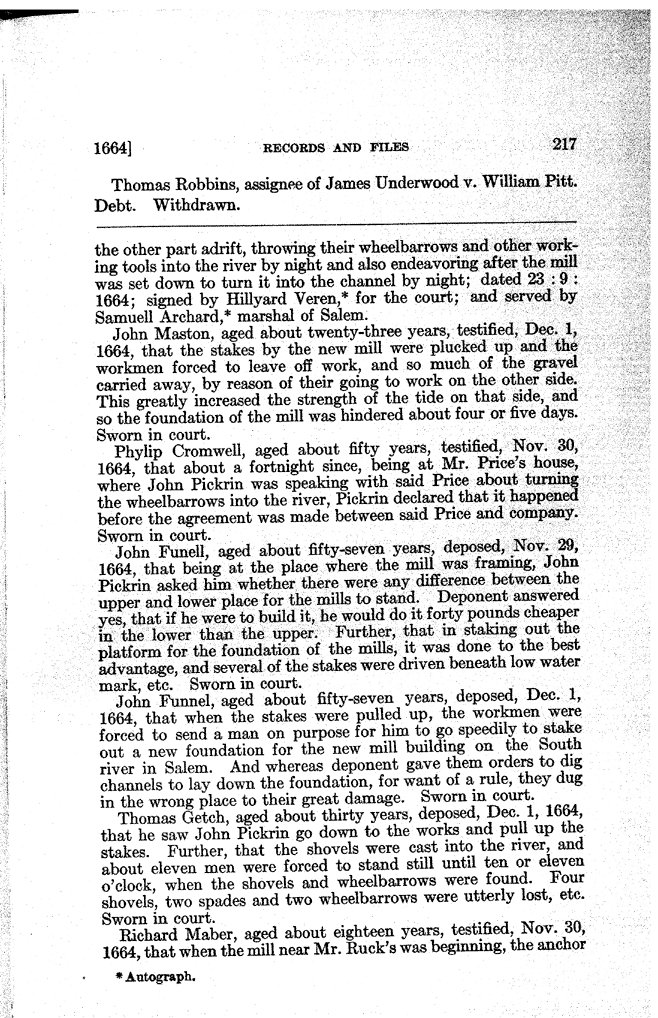 1664] RECORDS AND FILES 217
Thomas Robbins, assignee of James Underwood v. William Pitt.
Debt. Withdrawn.
the other part adrift, throwing their wheelbarrows and other work-
ing tools into the river by night and also endeavoring after the mill
was set down to turn it into the channel by night; dated 23 : 9 :
1664; signed by Hillyard Veren,* for the court; and served by
Samuell Archard,* marshal of Salem.
John Maston, aged about twenty-three years, testified, Dec. 1,
1664, that the stakes by the new mill were plucked up and the
workmen forced to leave off work, and so much of the gravel
carried away, by reason of their going to work on the other side.
This greatly increased the strength of the tide on that side, and
so the foundation of the mill was hindered about four or five days.
Sworn in court.
Phylip Cromwell, aged about fifty years, testified, Nov. 30,
1664, that about a fortnight since, being at Mr. Price's house,
where John Pickrin was speaking with said Price about turning
the wheelbarrows into the river, Pickrin declared that it happened
before the agreement was made between said Price and company.
Sworn in court.
John Funell, aged about fifty-seven years, deposed, Nov. 29,
1664, that being at the place where the mill was framing, John
Pickrin asked him whether there were any difference between the
upper and lower place for the mills to stand. Deponent answered
yes, that if he were to build it, he would do it forty pounds cheaper
in the lower than the upper. Further, that in staking out the
platform for the foundation of the mills, it was done to the best
advantage, and several of the stakes were driven beneath low water
mark, etc. Sworn in court.
John Funnel, aged about fifty-seven years, deposed, Dec. 1,
1664, that when the stakes were pulled up, the workmen were
forced to send a man on purpose for him to go speedily to stake
out a new foundation for the new mill building on the South
river in Salem. And whereas deponent gave them orders to dig
channels to lay down the foundation, for want of a rule, they dug
in the wrong place to their great damage. Sworn in court.
Thomas Getch, aged about thirty years, deposed, Dec. 1, 1664,
that he saw John Pickrin go down to the works and pull up the
stakes. Further, that the shovels were cast into the river, and
about eleven men were forced to stand still until ten or eleven
o'clock, when the shovels and wheelbarrows were found. Four
shovels, two spades and two wheelbarrows were utterly lost, etc.
Sworn in court.
Richard Maber, aged about eighteen years, testified, Nov. 30,
1664, that when the mill near Mr. Ruck's was beginning, the anchor
* Autograph.